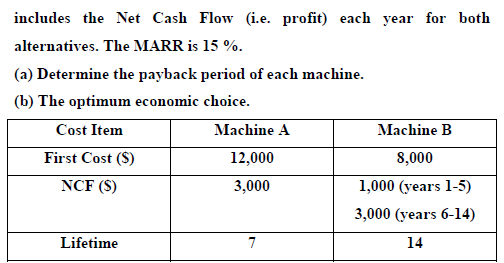 includes the Net Cash Flow (i.e. profit) each year for both
alternatives. The MARR is 15 %.
(a) Determine the payback period of each machine.
(b) The optimum economic choice.
Cost Item Machine A Machine B
First Cost ($) 12,000 8,000
NCF ($) 3,000 1,000 (years 1-5)
3,000 (years 6-14)
Lifetime 7 14